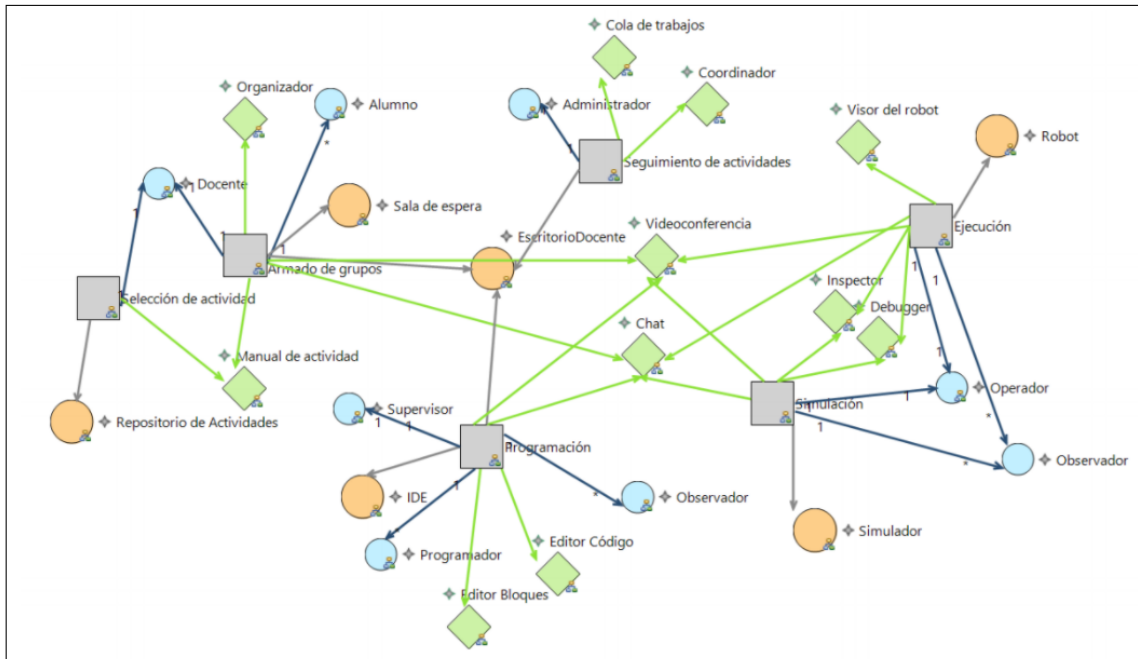 Cola de trabajos
Coordinador
Organizador
Alumno
Administrador
Visor del robot
Robot
1
*
Seguimiento de actividades
Docente
1
1
1
Sala de espera
Videoconferencia
Ejecución
1
EscritorioDocente
1
1
Armado de grupos
Inspector
Selección de actividad
1
Debugger
Chat
Manual de actividad
1
Operador
Supervisor
Simulación
1
1
*
Repositorio de Actividades
1
1
1
Programación
*
Observador
1
IDE
*
Observador
Simulador
*
Programador
Editor Código
Editor Bloques